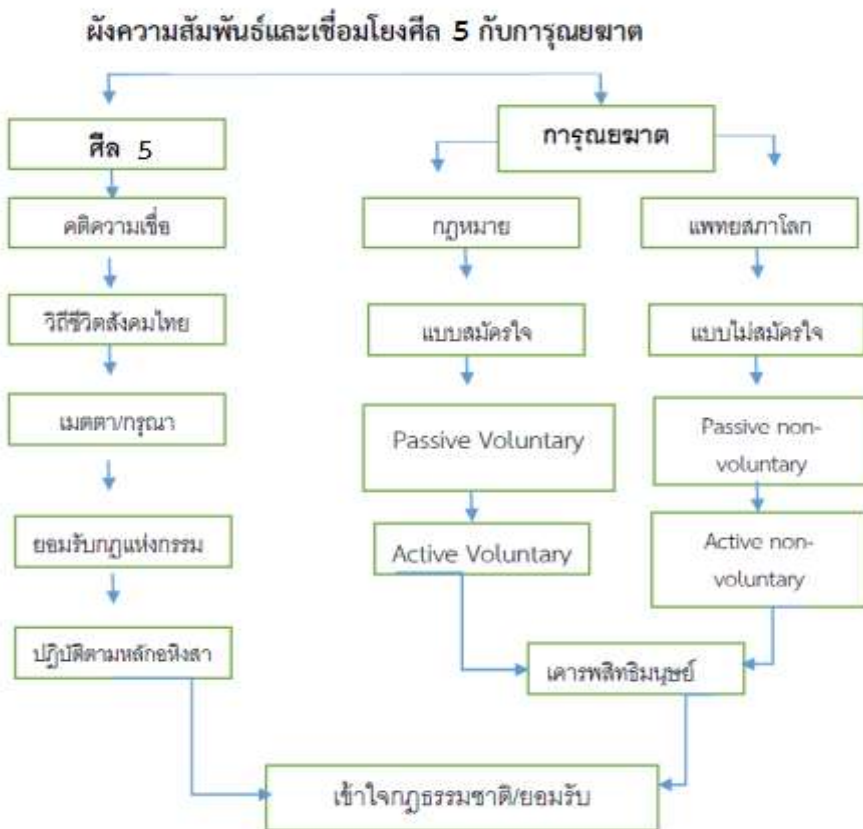 ผังความสัมพันธ์และเชื่อมโยงศีล 5 กับการุณยฆาต
ศีล 5
คติความเชื่อ
วิถีชีวิตสังคมไทย
เมตตา/กรุณา
ยอมรับกฎแห่งกรรม
ปฏิบัติตามหลักอหิงสา
การุณยฆาต
กฎหมาย
แบบสมัครใจ
Passive Voluntary
Active Voluntary
แพทยสภาโลก
แบบไม่สมัครใจ
Passive non-
voluntary
Active non-
voluntary
เคารพสิทธิมนุษย์
เข้าใจกฎธรรมชาติ/ยอมรับ